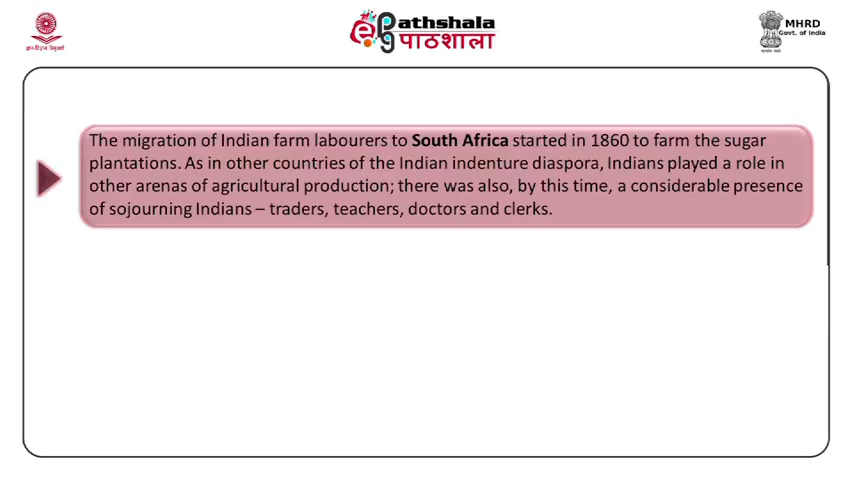 ePathshala
पाठशाला
MHRD
Govt. of India
The migration of Indian farm labourers to South Africa started in 1860 to farm the sugar
plantations. As in other countries of the Indian indenture diaspora, Indians played a role in
other arenas of agricultural production; there was also, by this time, a considerable presence
of sojourning Indians – traders, teachers, doctors and clerks.